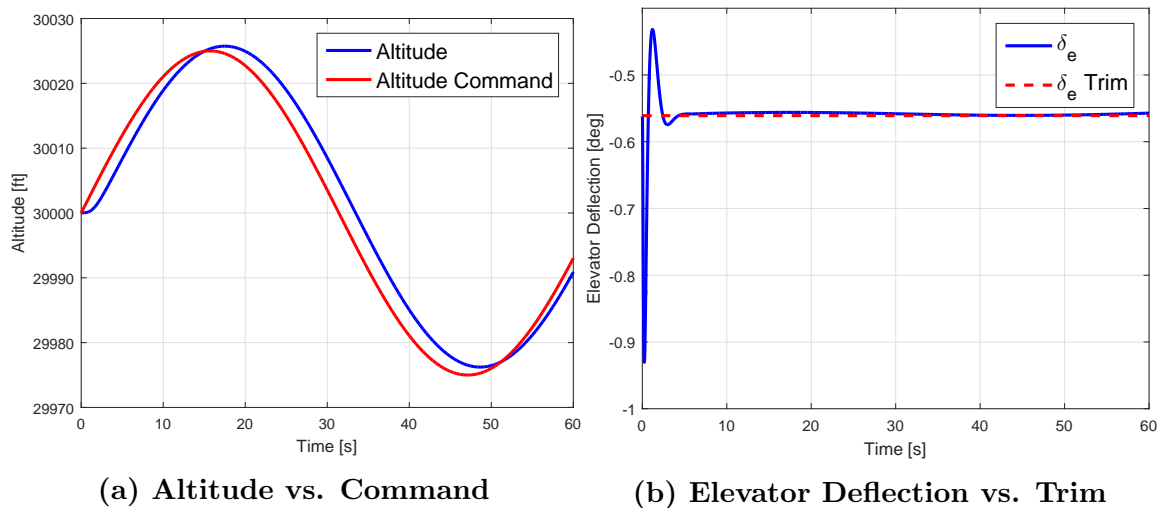 30030
30020
30010
30000
29990
29980
29970
Altitude [ft]
0 10 20 30 40 50 60
Time [s]
Altitude
Altitude Command
(a) Altitude vs. Command
-0.5
-0.6
-0.7
-0.8
-0.9
-1
Elevator Deflection [deg]
0 10 20 30 40 50 60
Time [s]
δe
δe Trim
(b) Elevator Deflection vs. Trim